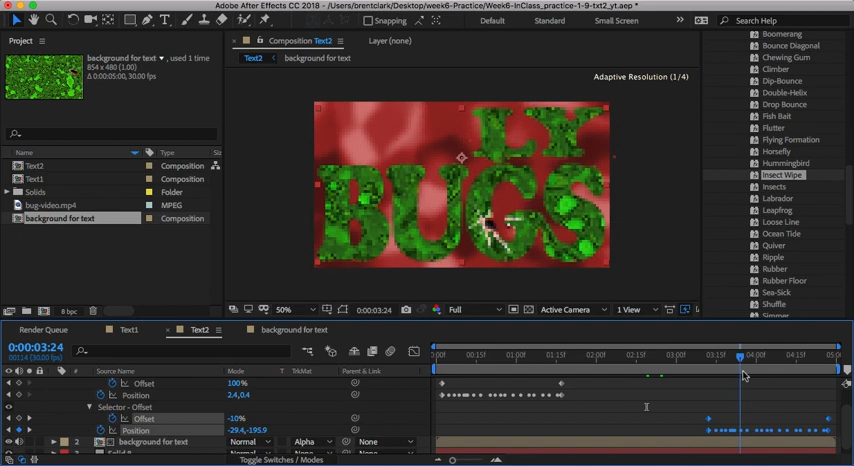 Adobe After Effects CC 2018 - /Users/brentclark/Desktop/week6-Practice/Week6-InClass_practice-1-9-txt2_yt.aep *
Snapping
Default
Standard
Small Screen
Search Help
Project
background for text , used 1 time
854 x 480 (1.00)
Δ 0:00:05:00, 30.00 fps
Name
Type
Siz
Text2
Composition
Text1
Composition
Solids
Folder
bug-video.mp4
MPEG
background for text
Composition
8 bpc
Composition Text2
Layer (none)
Text2
background for text
Adaptive Resolution (1/4)
LY
BUGS
50%
0:00:03:24
Full
Active Camera
1 View
Boomerang
Bounce Diagonal
Chewing Gum
Climber
Dip-Bounce
Double-Helix
Drop Bounce
Fish Bait
Flutter
Flying Formation
Horsefly
Hummingbird
Insect Wipe
Insects
Labrador
Leapfrog
Loose Line
Ocean Tide
Quiver
Ripple
Rubber
Rubber Floor
Sea-Sick
Shuffle
Render Queue
Text1
Text2
background for text
0:00:03:24
00114 (30.00 fps)
#
Source Name
Mode
T
TrkMat
Parent & Link
:00f
00:15f
01:00f
01:15f
02:00f
02:15f
03:00f
03:15f
04:00f
04:15f
05:0
Offset
100%
Position
2.4,0.4
Selector - Offset
Offset
-10%
Position
-29.4,-195.9
2
background for text
Normal
Alpha
None
Normal
None
Toggle Switches / Modes